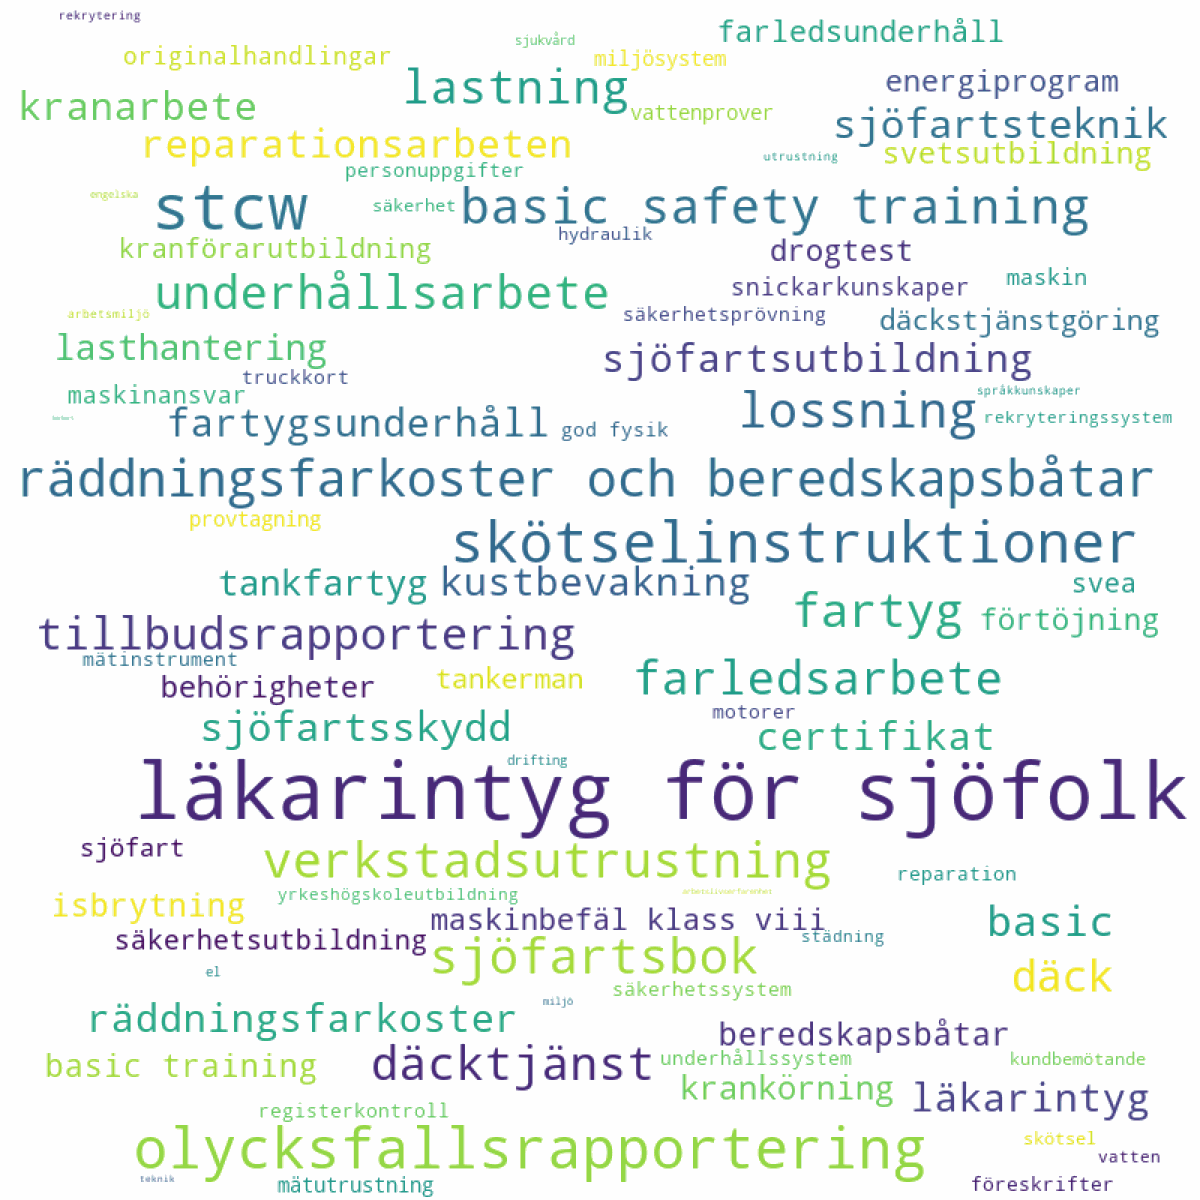 rekrytering
farledsunderhåll
sjukvård
originalhandlingar
miljösystem
lastning
energiprogram
kranarbete
vattenprover
sjöfartsteknik
reparationsarbeten
utrustning
svetsutbildning
personuppgifter
engelska
stcw
säkerhet
basic safety training
hydraulik
kranförarutbildning
drogtest
underhållsarbete
snickarkunskaper
maskin
arbetsmiljö
säkerhetsprövning
däckstjänstgöring
lasthantering
sjöfartsutbildning
truckkort
maskinansvar
språkkunskaper
lossning
rekryteringssystem
fartygsunderhåll
god fysik
räddningsfarkoster och beredskapsbåtar
provtagning
skötselinstruktioner
tankfartyg
kustbevakning
svea
fartyg
förtöjning
tillbudsrapportering
mätinstrument
behörigheter
tankerman
farledsarbete
motorer
sjöfartsskydd
certifikat
drifting
läkarintyg för sjöfolk
sjöfart
verkstadsutrustning
reparation
yrkeshögskoleutbildning
arbetslivserfarenhet
isbrytning
maskinbefäl klass viii
basic
säkerhetsutbildning
städning
sjöfartsbok
el
däck
säkerhetssystem
miljö
räddningsfarkoster
beredskapsbåtar
basic training
däcktjänst
underhållssystem
kundbemötande
krankörning
läkarintyg
registerkontroll
olycksfallsrapportering
skötsel
vatten
teknik
mätutrustning
föreskrifter